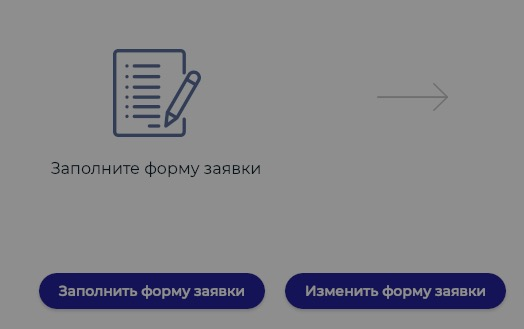 Заполните форму заявки
Заполнить форму заявки
Изменить форму заявки